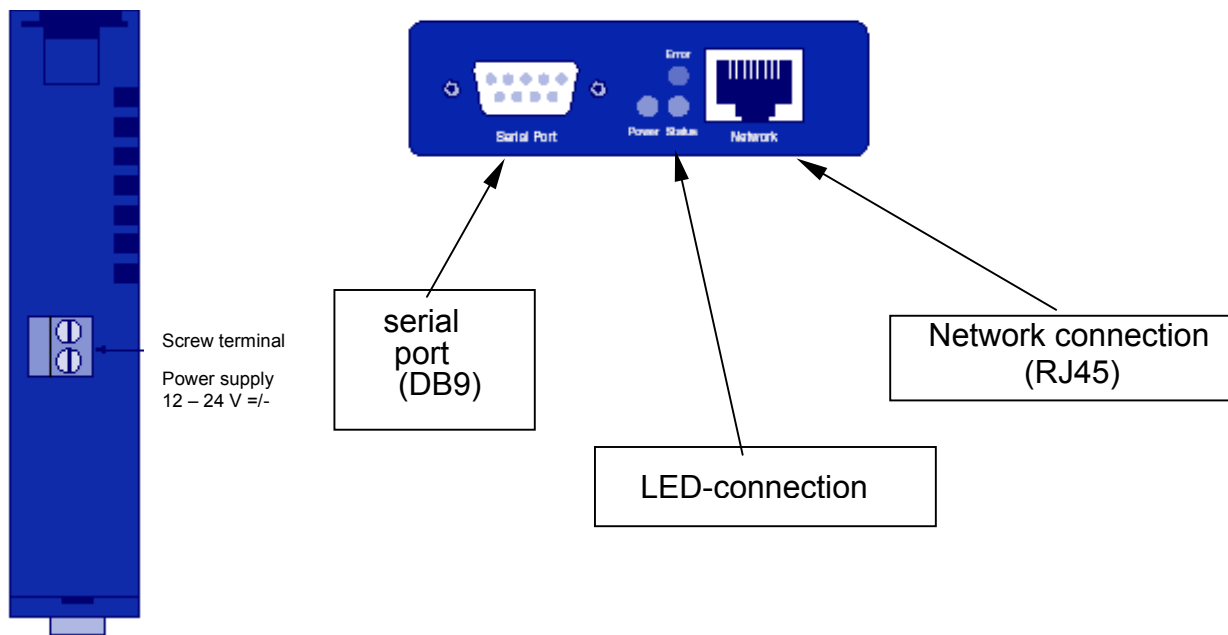 Error
Serial Port
Power Status
Network
Screw terminal
Power supply
12 – 24 V =/-
serial
port
(DB9)
Network connection
(RJ45)
LED-connection